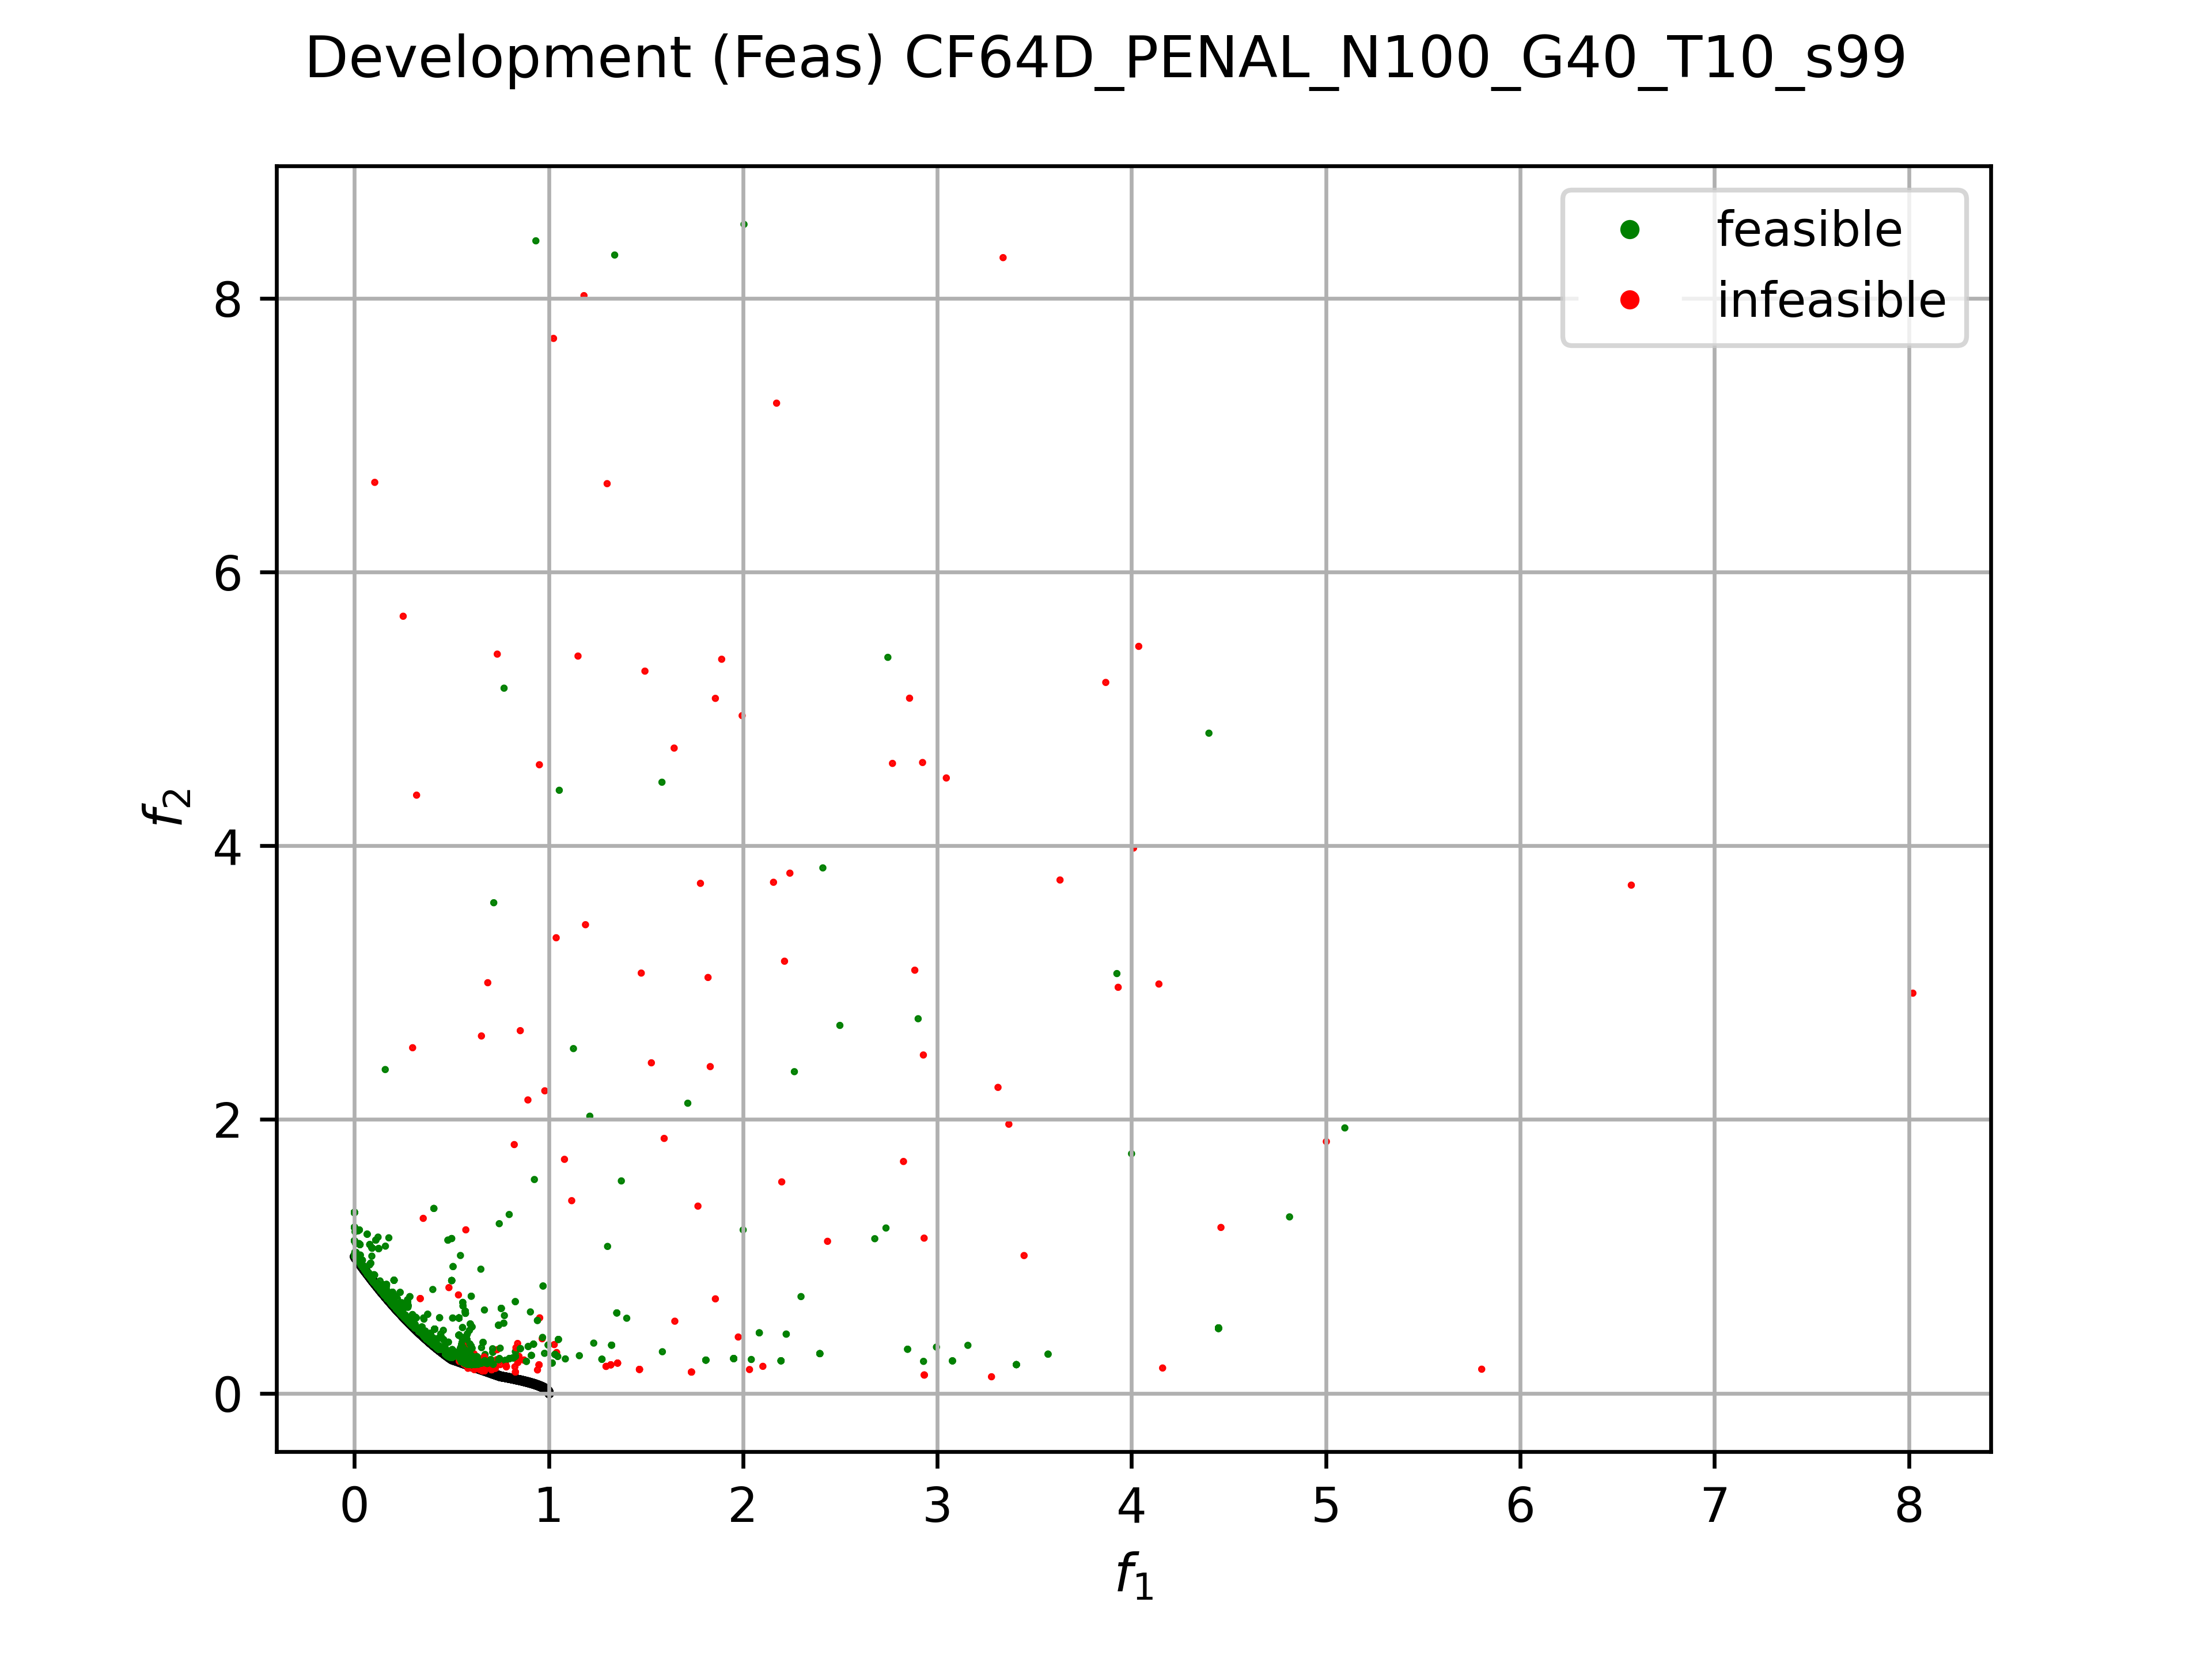 Development (Feas) CF64D_PENAL_N100_G40_T10_s99
feasible
infeasible
8
6
4
2
0
f2
0 1 2 3 4 5 6 7 8
f1